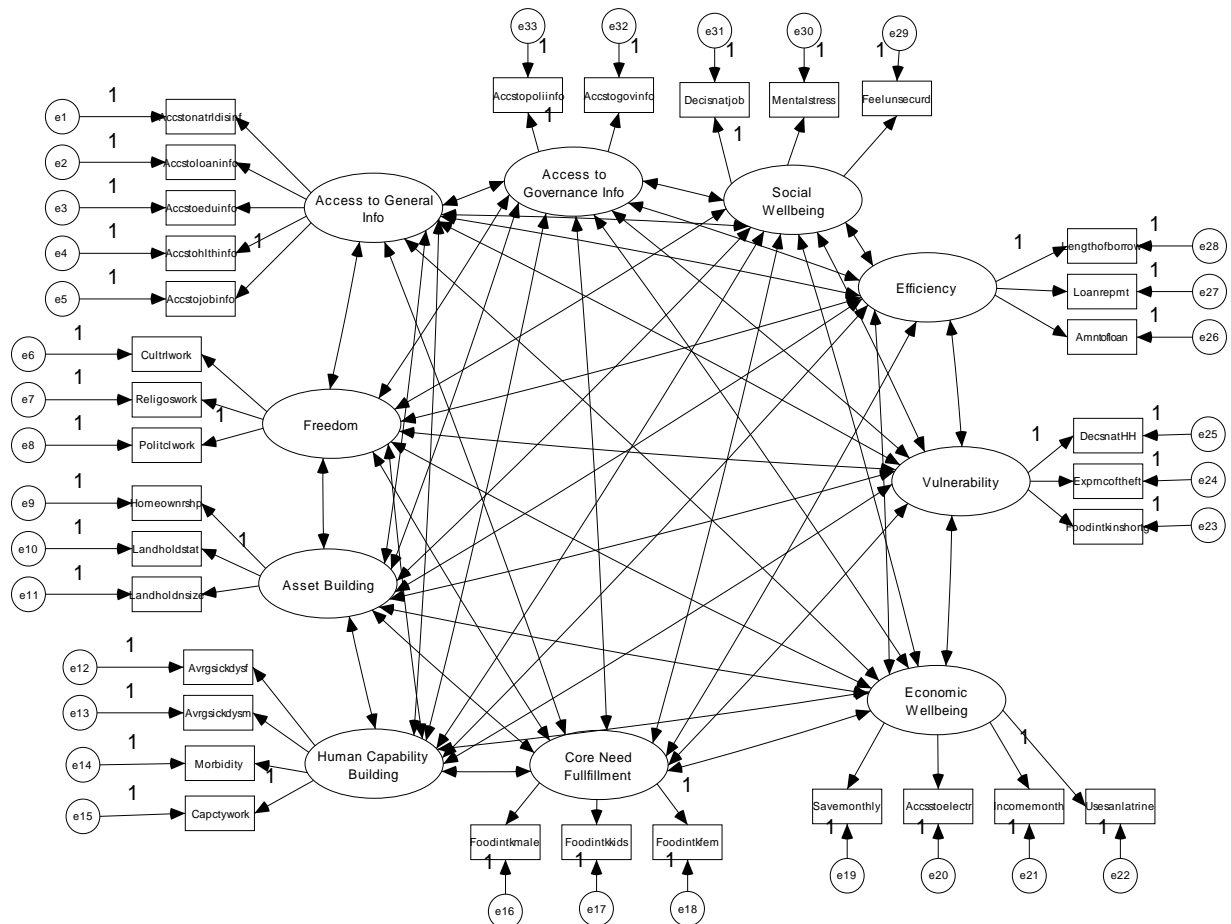 e33
e32
e31
e30
e29
1
1
1
1
1
Accstopoliinfo
Accstogovinfo
Decisnatjob
Mentalstress
Feelunsecurd
1
1
e1
1
Accstonatrldisinf
e2
1
Accstoloaninfo
e3
1
Accstoeduinfo
e4
1
Accstohlthinfo
1
e5
1
Accstojobinfo
Access to General
Info
Access to
Governance Info
Social
Wellbeing
Efficiency
1
Lengthofborrow
1
e28
Loanrepmt
1
e27
Amntofloan
1
e26
e6
1
Cultrlwork
e7
1
Religoswork
1
e8
1
Politclwork
Freedom
Vulnerability
1
DecsnatHH
1
e25
Exprncoftheft
1
e24
Foodintkinshong
1
e23
e9
1
Homeownrshp
e10
1
Landholdstat
1
e11
1
Landholdnsize
Asset Building
e12
1
Avrgsickdysf
e13
1
Avrgsickdysm
e14
1
Morbidity
1
e15
1
Capctywork
Human Capability
Building
Core Need
Fullfillment
1
Economic
Wellbeing
1
Foodintkmale
Foodintkkids
Foodintkfem
1
1
1
e16
e17
e18
Savemonthly
Accsstoelectr
Incomemonth
Usesanlatrine
1
1
1
1
e19
e20
e21
e22